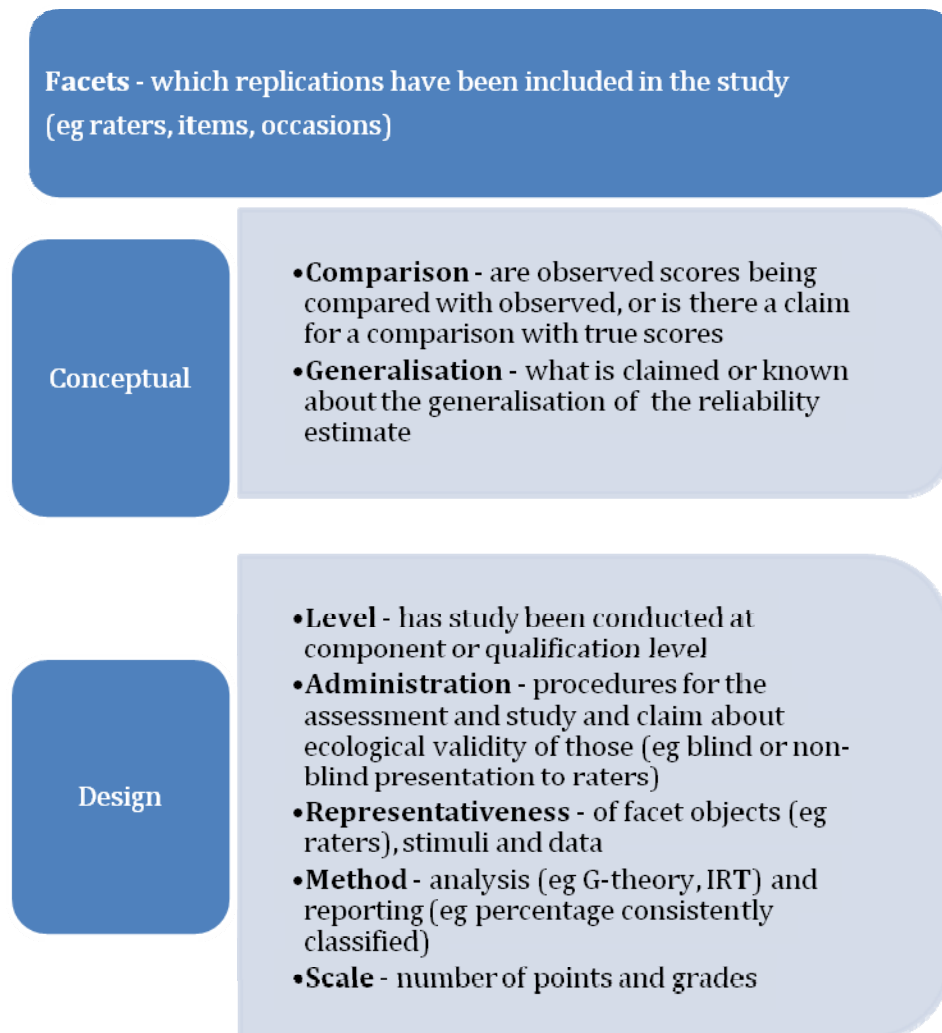 Facets - which replications have been included in the study
(eg raters, items, occasions)
Conceptual
•Comparison - are observed scores being
compared with observed, or is there a claim
for a comparison with true scores
•Generalisation - what is claimed or known
about the generalisation of the reliability
estimate
Design
•Level - has study been conducted at
component or qualification level
•Administration - procedures for the
assessment and study and claim about
ecological validity of those (eg blind or non-
blind presentation to raters)
•Representativeness - of facet objects (eg
raters), stimuli and data
•Method - analysis (eg G-theory, IRT) and
reporting (eg percentage consistently
classified)
•Scale - number of points and grades